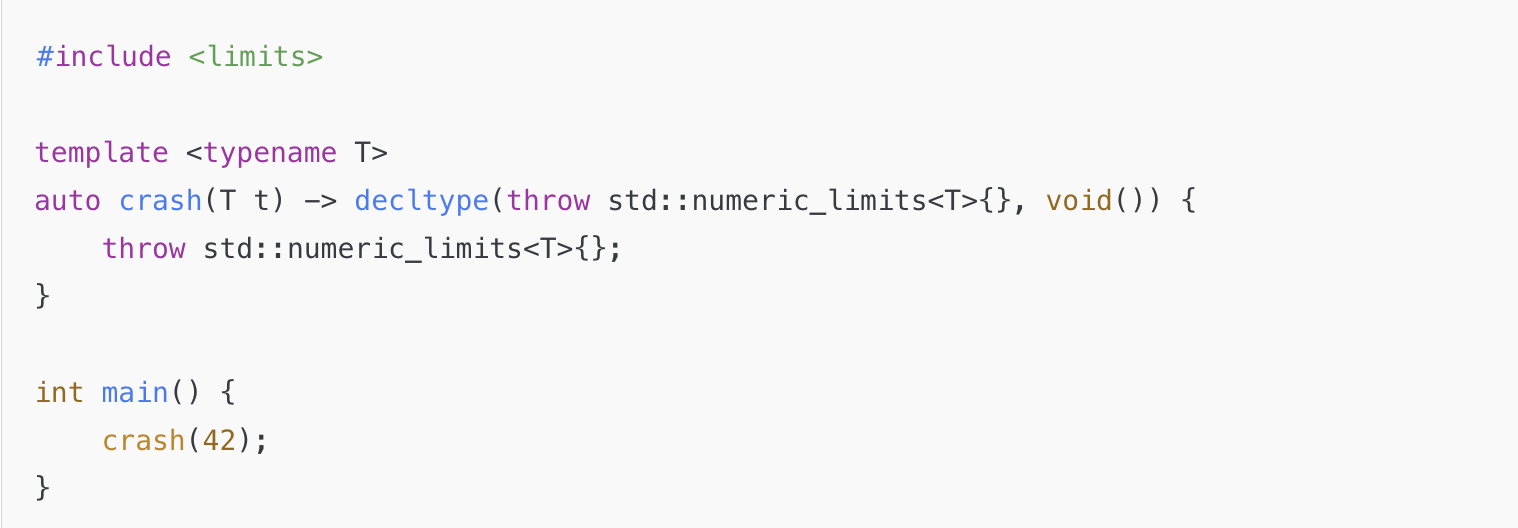 #include <limits>
template <typename T>
auto crash(T t) -> decltype(throw std::numeric_limits<T>{}, void()) {
throw std::numeric_limits<T>{};
}
int main() {
crash(42);
}